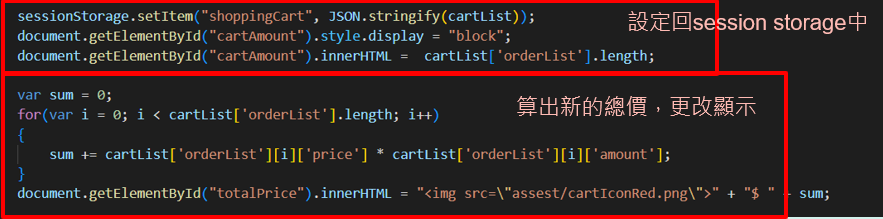 sessionStorage.setItem("shoppingCart", JSON.stringify(cartList));
設定回session storage中
document.getElementById("cartAmount").style.display = "block";
document.getElementById("cartAmount").innerHTML =  cartList['orderList'].length;
var sum = 0;
算出新的總價，更改顯示
for(var i = 0; i < cartList['orderList'].length; i++)
{
sum += cartList['orderList'][i]['price'] * cartList['orderList'][i]['amount'];
}
document.getElementById("totalPrice").innerHTML = "<img src=\"assest/cartIconRed.png\">" + "$ " + sum;